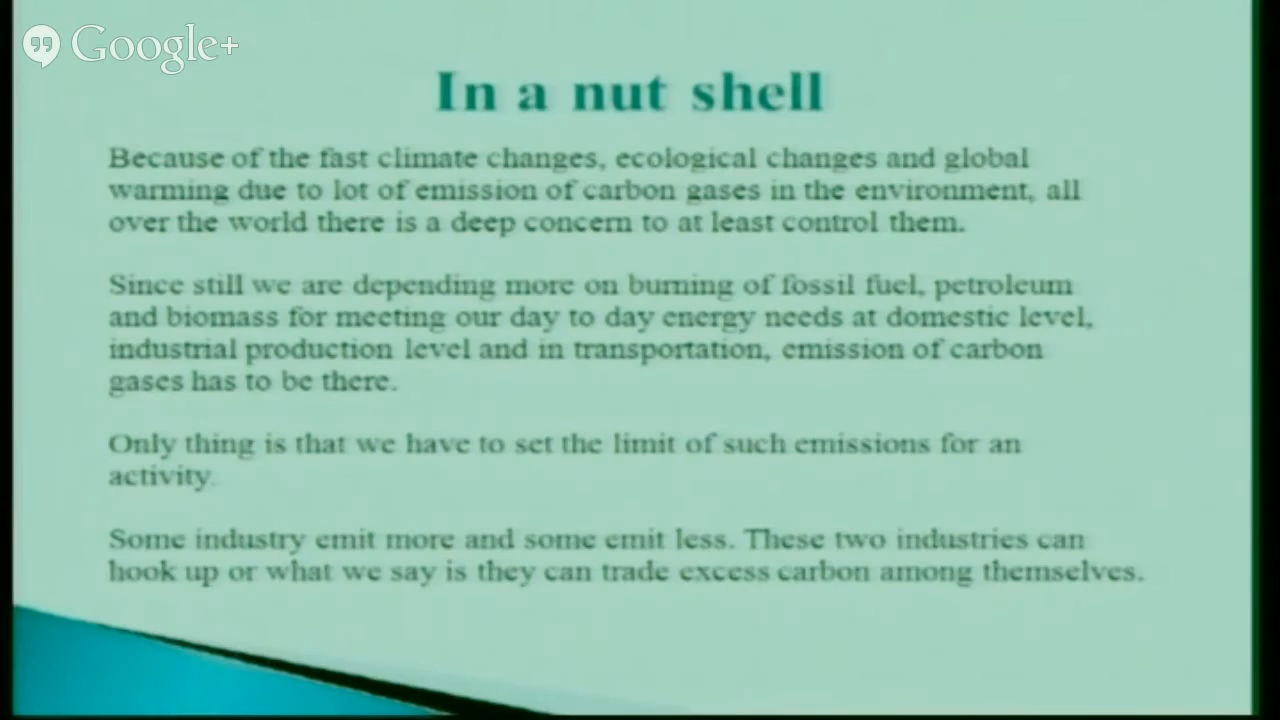 Google+
In a nut shell
Because of the fast climate changes, ecological changes and global
warming due to lot of emission of carbon gases in the environment, all
over the world there is a deep concern to at least control them.
Since still we are depending more on burning of fossil fuel, petroleum
and biomass for meeting our day to day energy needs at domestic level,
industrial production level and in transportation, emission of carbon
gases has to be there.
Only thing is that we have to set the limit of such emissions for an
activity.
Some industry emit more and some emit less. These two industries can
hook up or what we say is they can trade excess carbon among themselves.